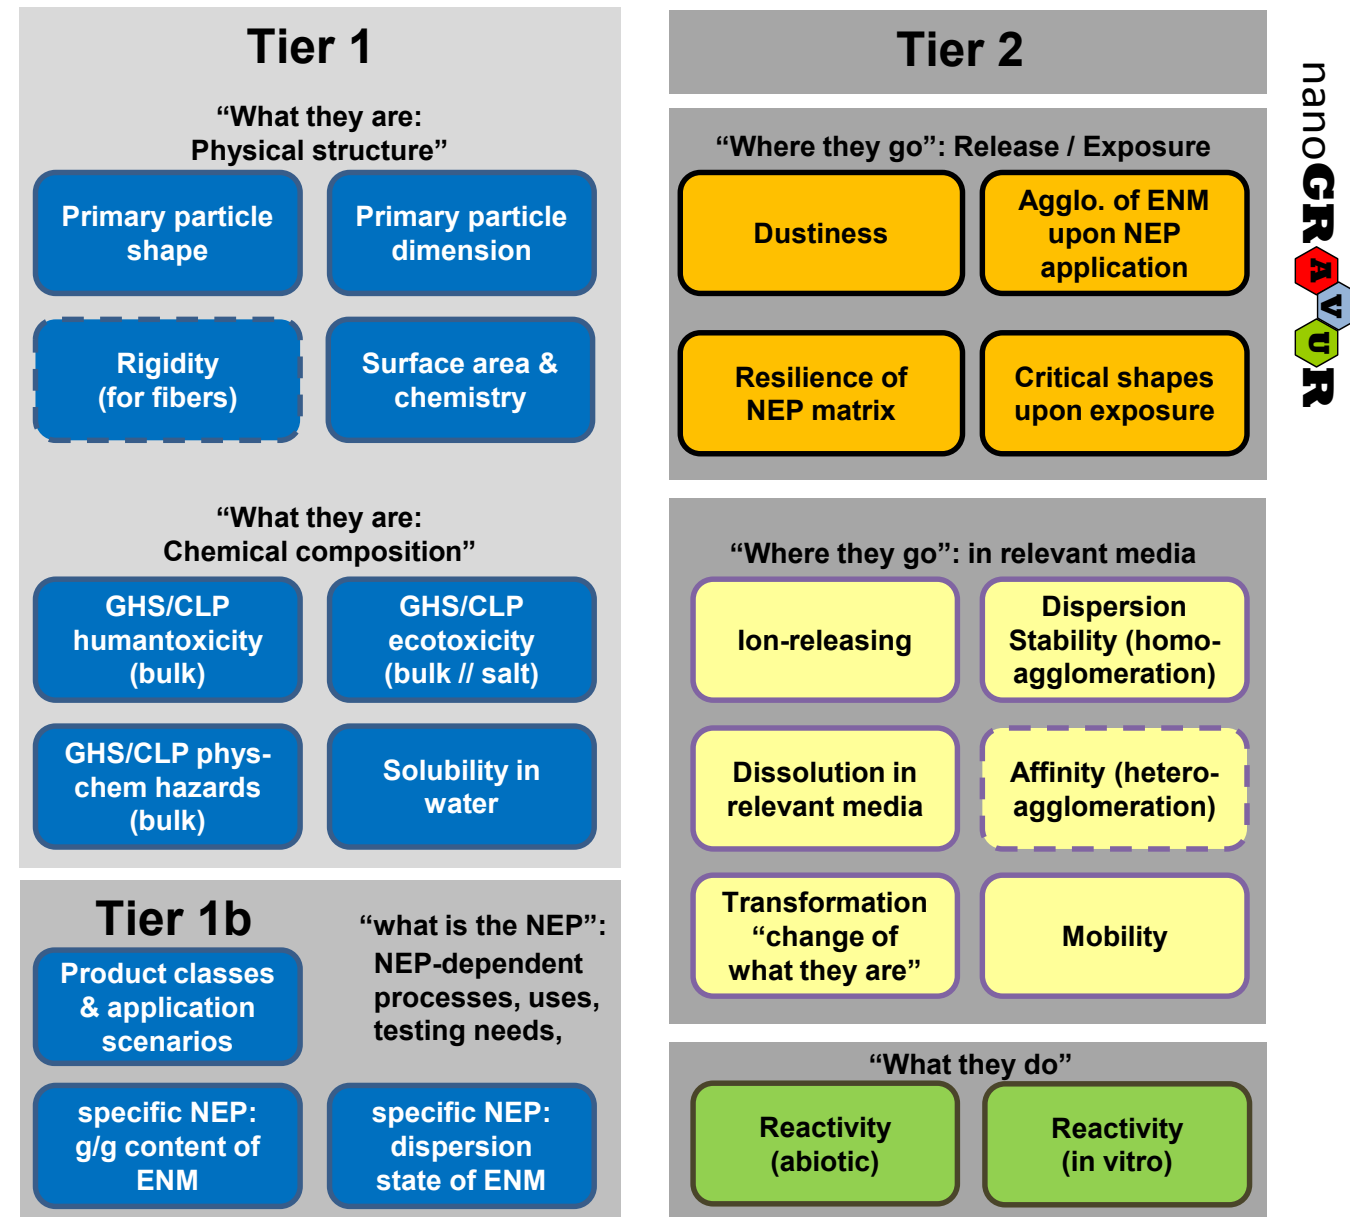 Tier 1
“What they are:
Physical structure”
Primary particle
shape
Primary particle
dimension
Rigidity
(for fibers)
Surface area &
chemistry
“What they are:
Chemical composition”
GHS/CLP
humantoxicity
(bulk)
GHS/CLP
ecotoxicity
(bulk // salt)
GHS/CLP phys-
chem hazards
(bulk)
Solubility in
water
Tier 1b
“what is the NEP”:
NEP-dependent
processes, uses,
testing needs,
Product classes
& application
scenarios
specific NEP:
g/g content of
ENM
specific NEP:
dispersion
state of ENM
Tier 2
“Where they go”: Release / Exposure
Dustiness
Agglo. of ENM
upon NEP
application
Resilience of
NEP matrix
Critical shapes
upon exposure
“Where they go”: in relevant media
Ion-releasing
Dispersion
Stability (homo-
agglomeration)
Dissolution in
relevant media
Affinity (hetero-
agglomeration)
Transformation
“change of
what they are”
Mobility
“What they do”
Reactivity
(abiotic)
Reactivity
(in vitro)
nanoGRAVUR